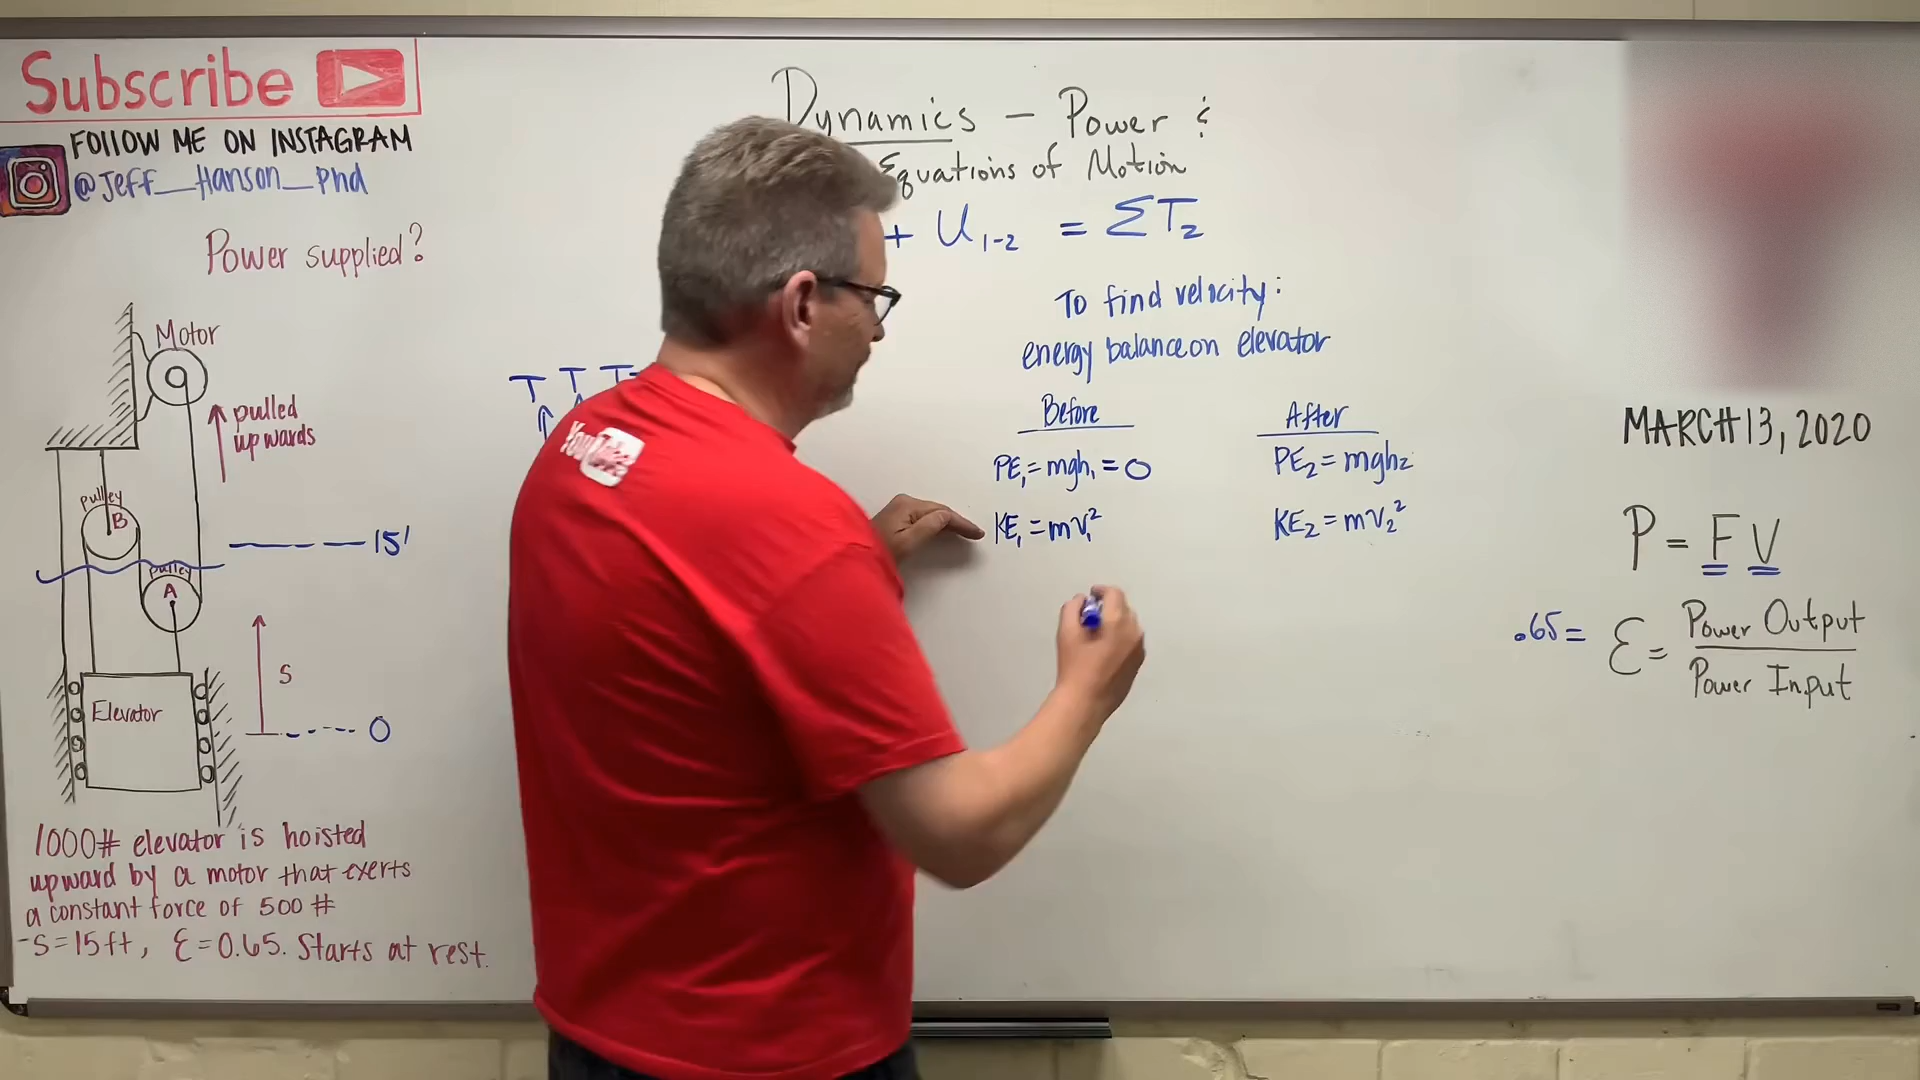 Subscribe
FOLLOW ME ON INSTAGRAM
@Jeff_Hanson_Phd
Power supplied?
Motor
pulled
upwards
pulley
B
15'
pulley
A
S
Elevator
0
1000# elevator is hoisted
upward by a motor that exerts
a constant force of 500 #
-S=15ft, ε=0.65. Starts at rest.
Dynamics - Power &
Equations of Motion
+ U₁₋₂ = ΣT₂
T T T
YouTube
To find velocity:
energy balance on elevator
Before
PE₁ = mgh₁ = 0
KE₁ = mv₁²
After
PE₂ = mgh₂
KE₂ = mv₂²
MARCH 13, 2020
P = F V
.65 = ε = Power Output
Power Input